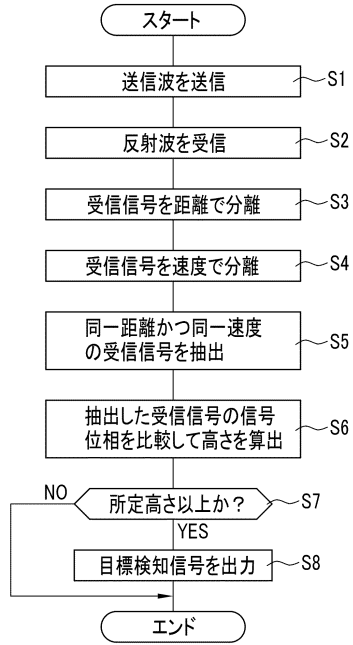 スタート
送信波を送信
S1
反射波を受信
S2
受信信号を距離で分離
S3
受信信号を速度で分離
S4
同一距離かつ同一速度
の受信信号を抽出
S5
抽出した受信信号の信号
位相を比較して高さを算出
S6
NO
所定高さ以上か?
S7
YES
目標検知信号を出力
S8
エンド